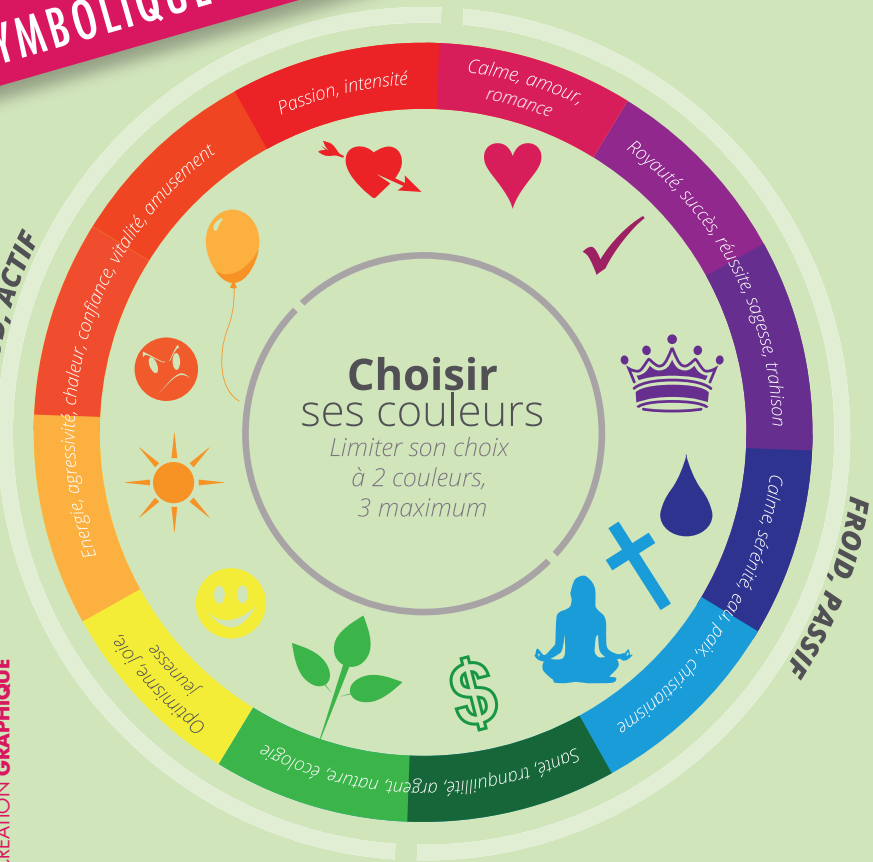 YMBOLIQUE
Passion, intensité
Calme, amour,
romance
Royauté, succès, réussite, sagesse, trahison
Calme, sérénité, eau, paix, christianisme
Santé, tranquillité, argent, nature, écologie
Optimisme, joie,
jeunesse
Energie, agressivité, chaleur, confiance, vitalité, amusement
Choisir
ses couleurs
Limiter son choix
à 2 couleurs,
3 maximum
D, ACTIF
FROID, PASSIF
CRÉATION GRAPHIQUE
$